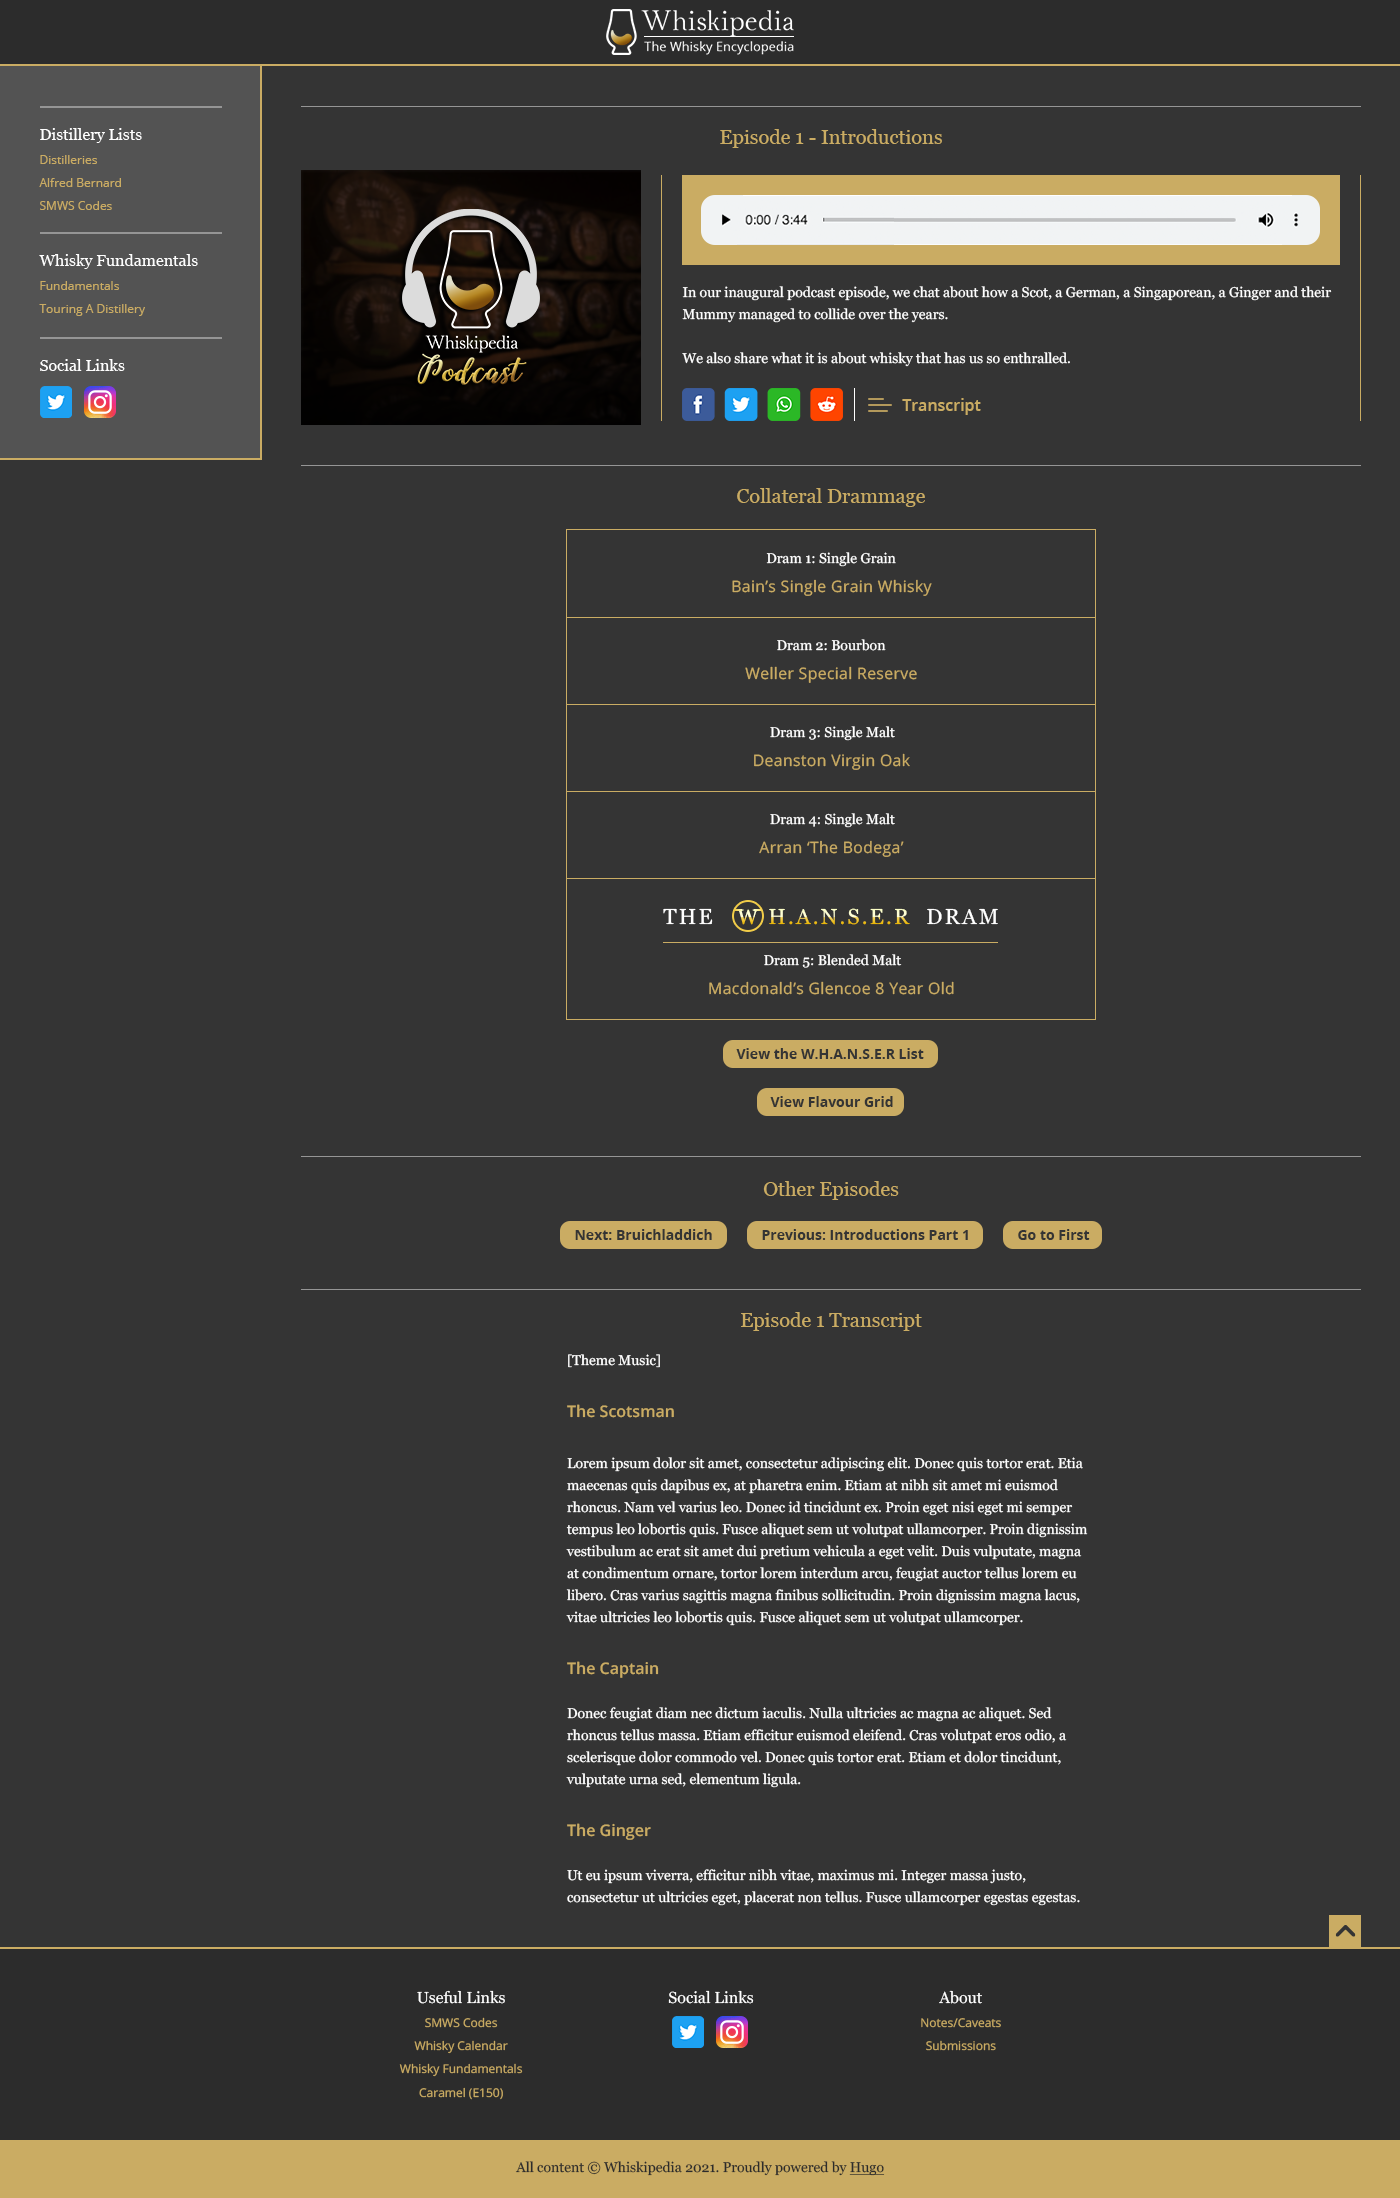 Whiskipedia
The Whisky Encyclopedia
Distillery Lists
Distilleries
Alfred Bernard
SMWS Codes
Whisky Fundamentals
Fundamentals
Touring A Distillery
Social Links
Episode 1 - Introductions
Whiskipedia
Podcast
0:00 / 3:44
In our inaugural podcast episode, we chat about how a Scot, a German, a Singaporean, a Ginger and their
Mummy managed to collide over the years.
We also share what it is about whisky that has us so enthralled.
Transcript
Collateral Drammage
Dram 1: Single Grain
Bain’s Single Grain Whisky
Dram 2: Bourbon
Weller Special Reserve
Dram 3: Single Malt
Deanston Virgin Oak
Dram 4: Single Malt
Arran ‘The Bodega’
THE W H.A.N.S.E.R DRAM
Dram 5: Blended Malt
Macdonald’s Glencoe 8 Year Old
View the W.H.A.N.S.E.R List
View Flavour Grid
Other Episodes
Next: Bruichladdich Previous: Introductions Part 1 Go to First
Episode 1 Transcript
[Theme Music]
The Scotsman
Lorem ipsum dolor sit amet, consectetur adipiscing elit. Donec quis tortor erat. Etia
maecenas quis dapibus ex, at pharetra enim. Etiam at nibh sit amet mi euismod
rhoncus. Nam vel varius leo. Donec id tincidunt ex. Proin eget nisi eget mi semper
tempus leo lobortis quis. Fusce aliquet sem ut volutpat ullamcorper. Proin dignissim
vestibulum ac erat sit amet dui pretium vehicula a eget velit. Duis vulputate, magna
at condimentum ornare, tortor lorem interdum arcu, feugiat auctor tellus lorem eu
libero. Cras varius sagittis magna finibus sollicitudin. Proin dignissim magna lacus,
vitae ultricies leo lobortis quis. Fusce aliquet sem ut volutpat ullamcorper.
The Captain
Donec feugiat diam nec dictum iaculis. Nulla ultricies ac magna ac aliquet. Sed
rhoncus tellus massa. Etiam efficitur euismod eleifend. Cras volutpat eros odio, a
scelerisque dolor commodo vel. Donec quis tortor erat. Etiam et dolor tincidunt,
vulputate urna sed, elementum ligula.
The Ginger
Ut eu ipsum viverra, efficitur nibh vitae, maximus mi. Integer massa justo,
consectetur ut ultricies eget, placerat non tellus. Fusce ullamcorper egestas egestas.
Useful Links
SMWS Codes
Whisky Calendar
Whisky Fundamentals
Caramel (E150)
Social Links
About
Notes/Caveats
Submissions
All content © Whiskipedia 2021. Proudly powered by Hugo